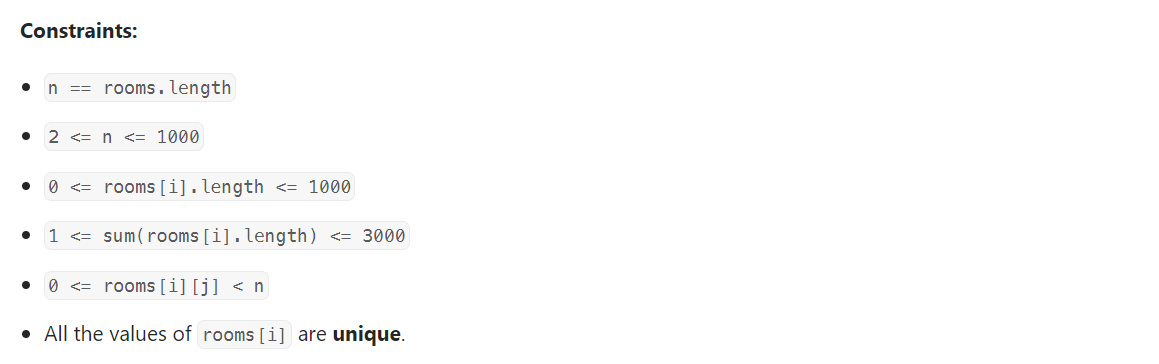 Constraints:
n == rooms.length
2 <= n <= 1000
0 <= rooms[i].length <= 1000
1 <= sum(rooms[i].length) <= 3000
0 <= rooms[i][j] < n
All the values of rooms[i] are unique.